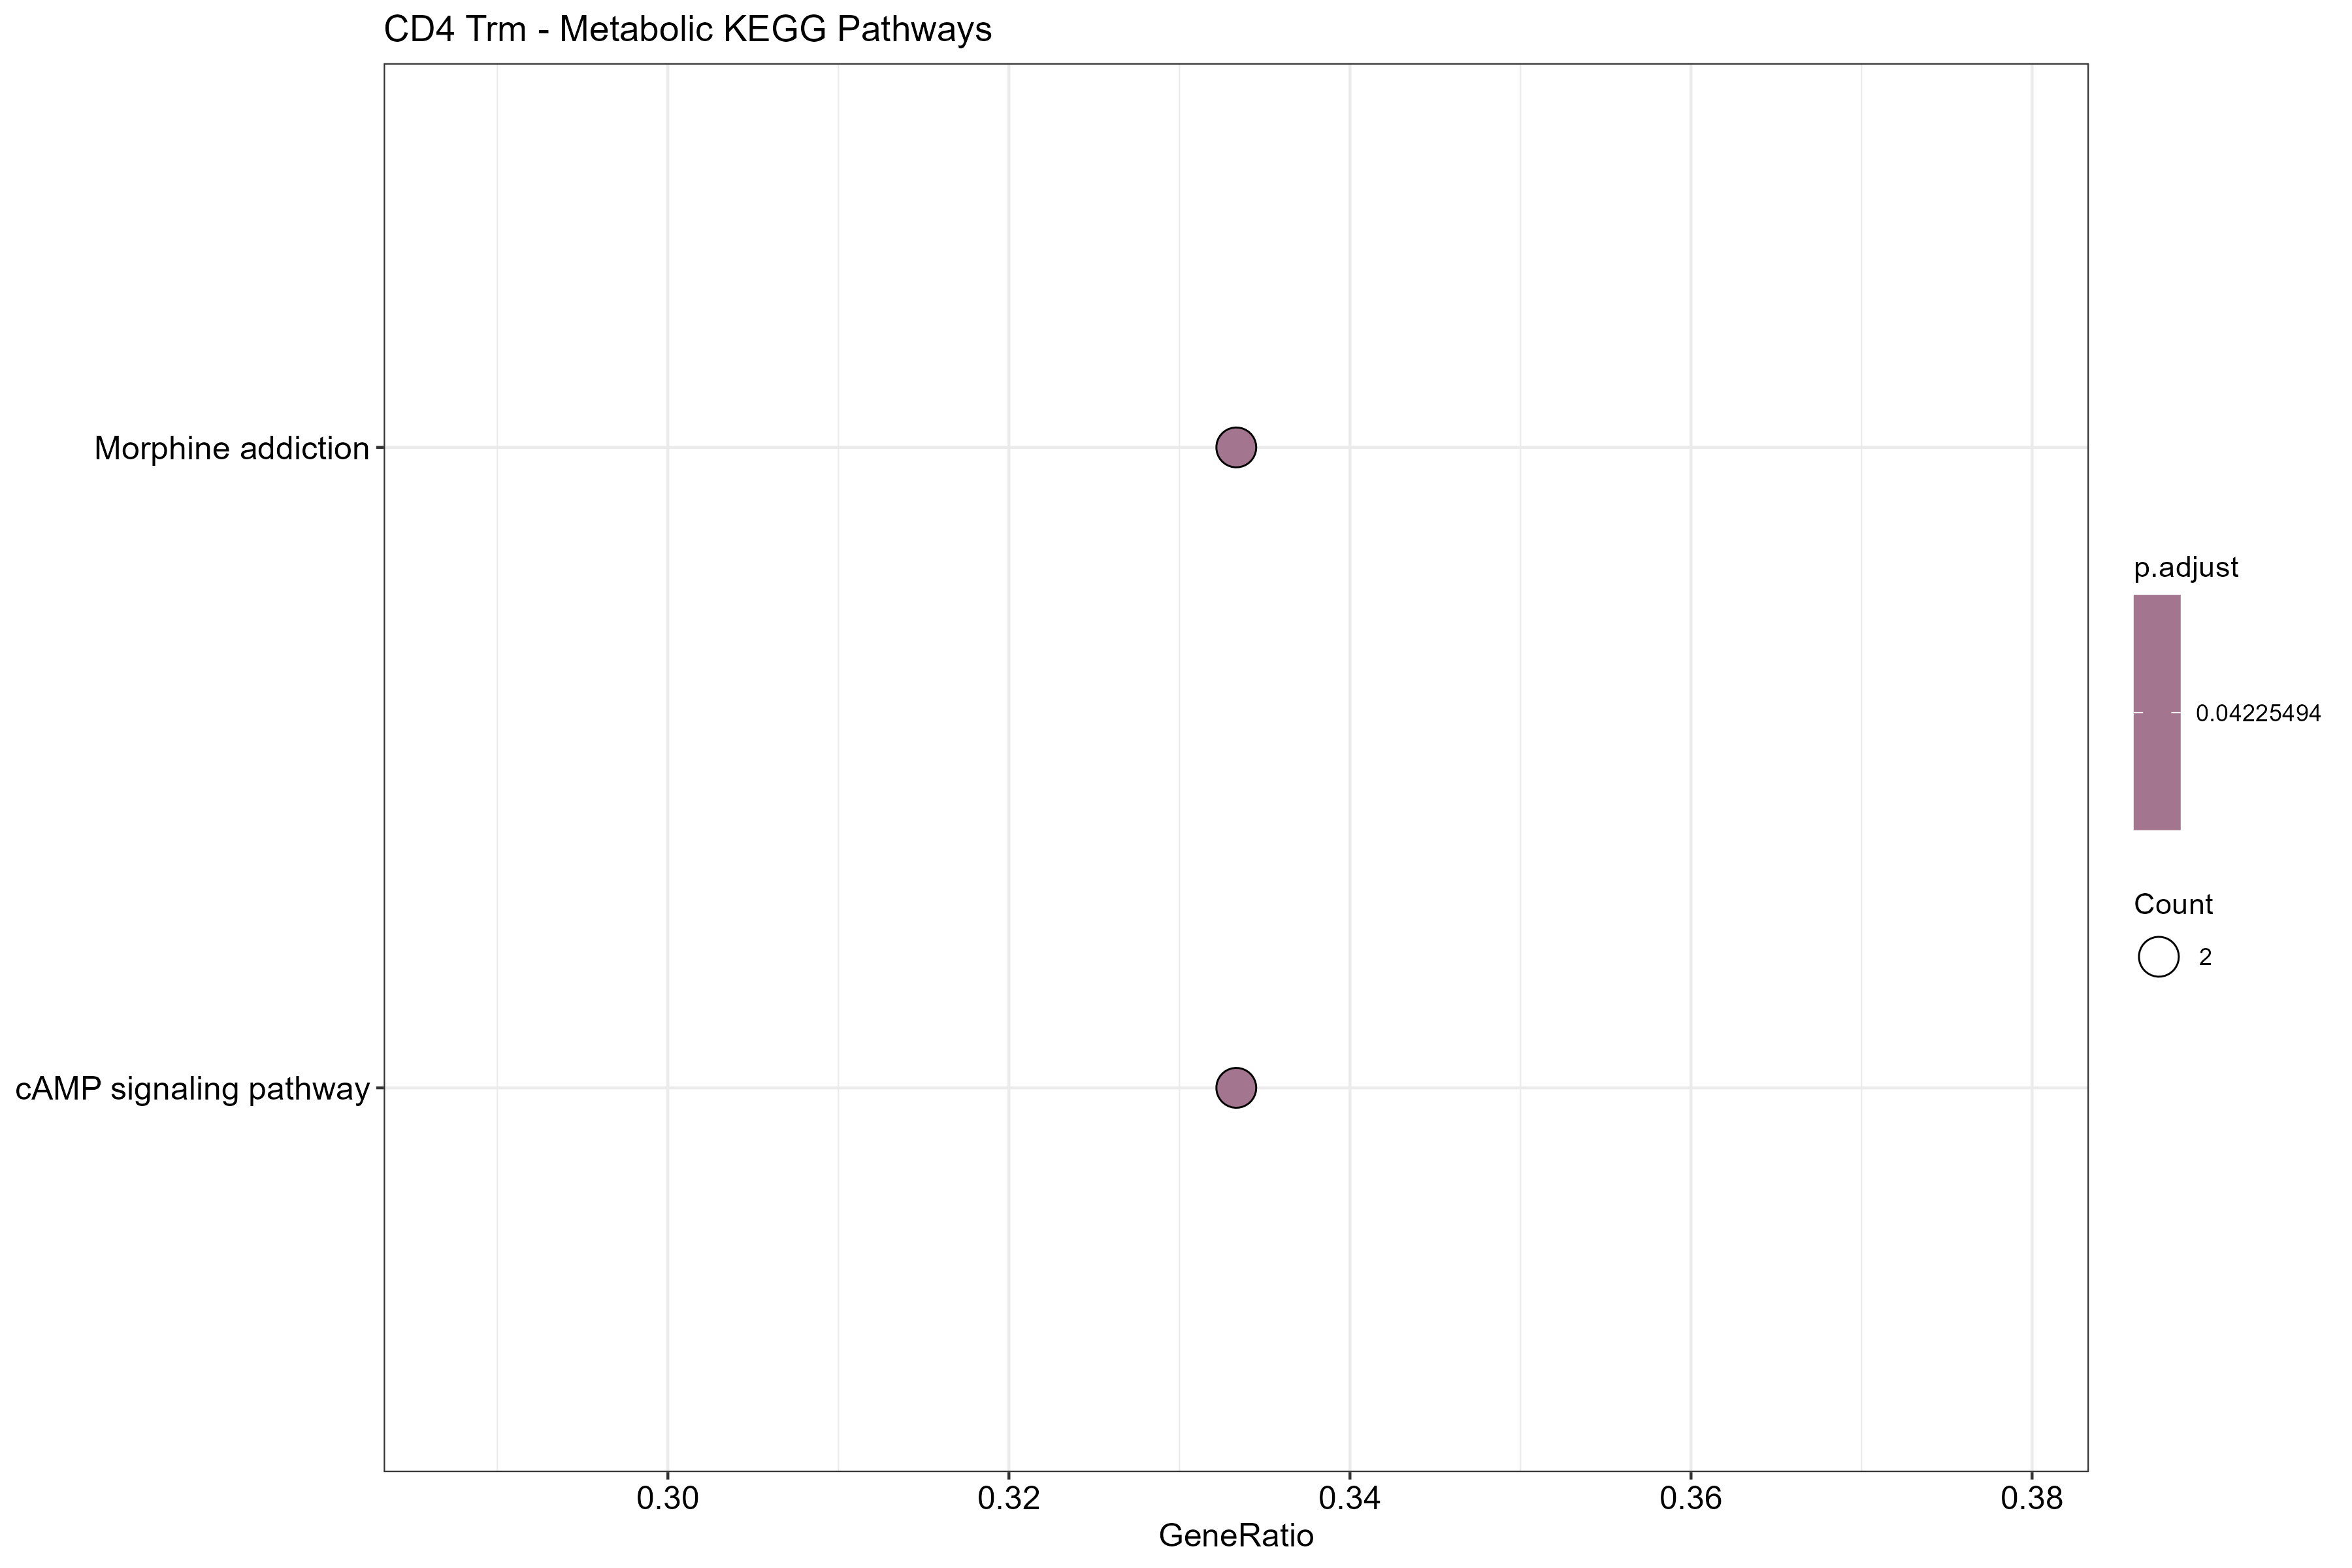 CD4 Trm - Metabolic KEGG Pathways
Morphine addiction
cAMP signaling pathway
0.30 0.32 0.34 0.36 0.38
GeneRatio
p.adjust
0.04225494
Count
2